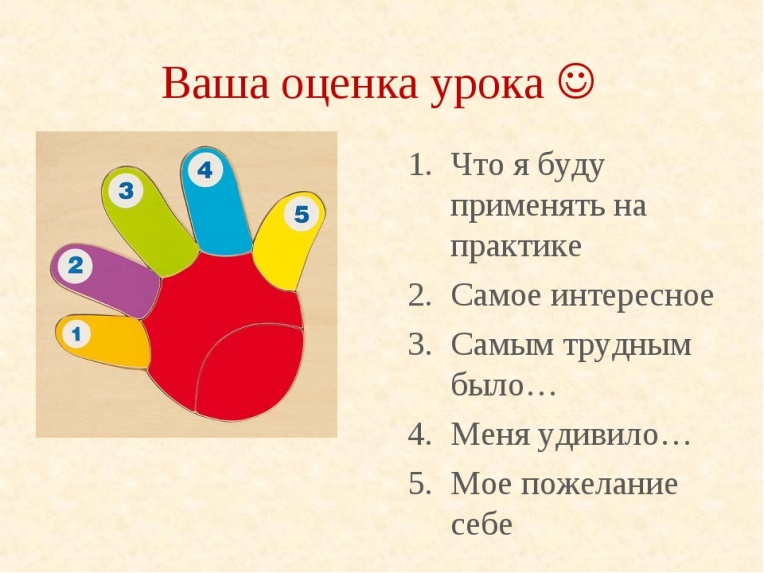 Ваша оценка урока ☺
3
4
5
2
1
1. Что я буду
применять на
практике
2. Самое интересное
3. Самым трудным
было…
4. Меня удивило…
5. Мое пожелание
себе